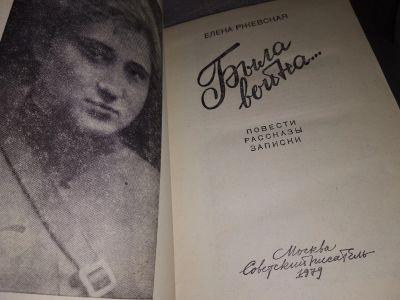 ЕЛЕНА РЖЕВСКАЯ
Была
война...
ПОВЕСТИ
РАССКАЗЫ
ЗАПИСКИ
Москва
Советский писатель
1979